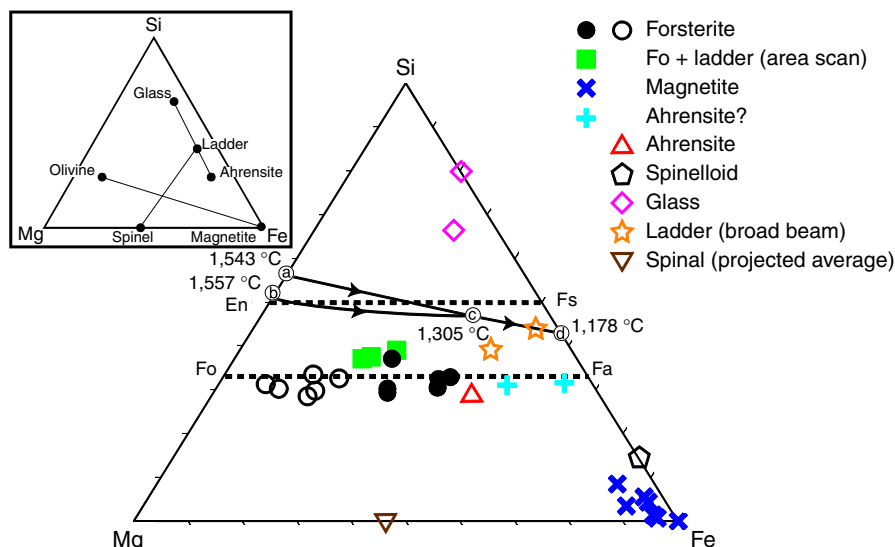 Si
Glass
Ladder
Olivine
Ahrensite
Mg
Spinel
Magnetite
Fe
Si
Forsterite
Fo + ladder (area scan)
Magnetite
Ahrensite?
Ahrensite
Spinelloid
Glass
Ladder (broad beam)
Spinal (projected average)
1,543 °C
a
1,557 °C
b
En
Fs
c
1,305 °C
d
1,178 °C
Fo
Fa
Mg
Fe